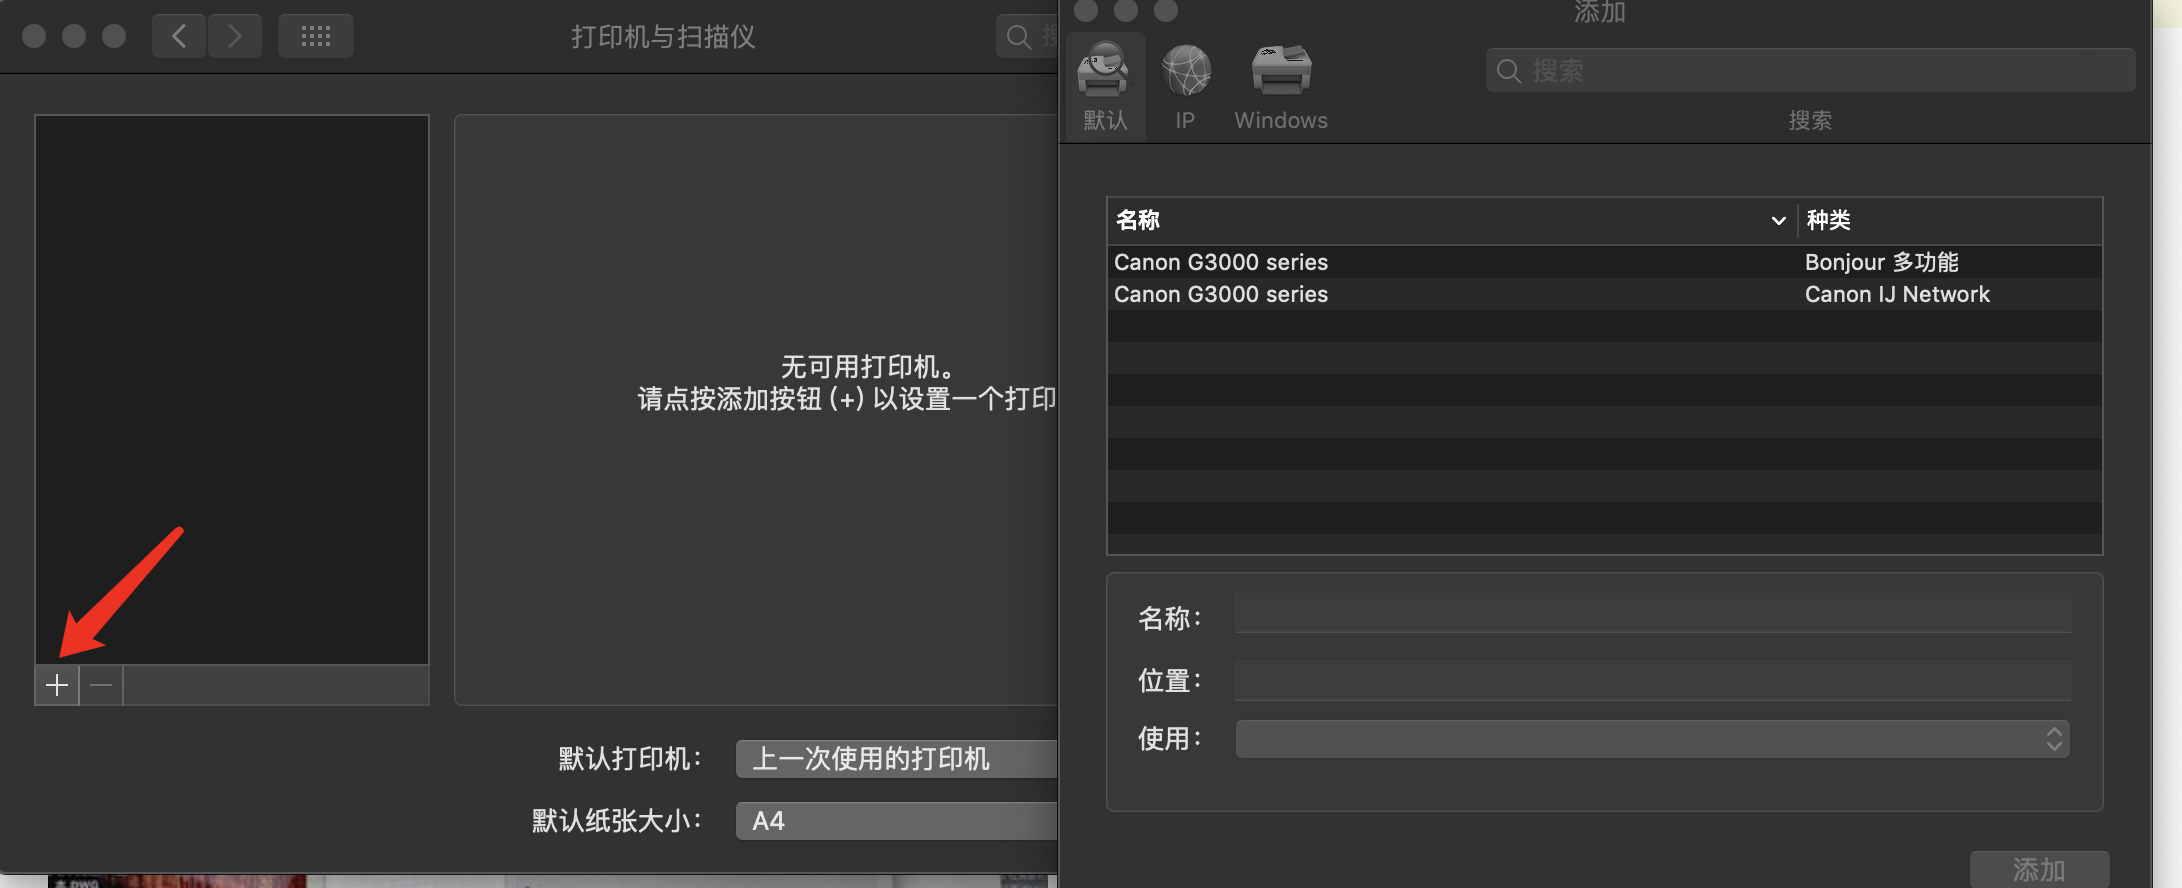 打印机与扫描仪
无可用打印机。
请点按添加按钮 (+) 以设置一个打印
默认打印机：
上一次使用的打印机
默认纸张大小：
A4
添加
默认
IP
Windows
搜索
搜索
名称
种类
Canon G3000 series
Bonjour 多功能
Canon G3000 series
Canon IJ Network
名称：
位置：
使用：
添加